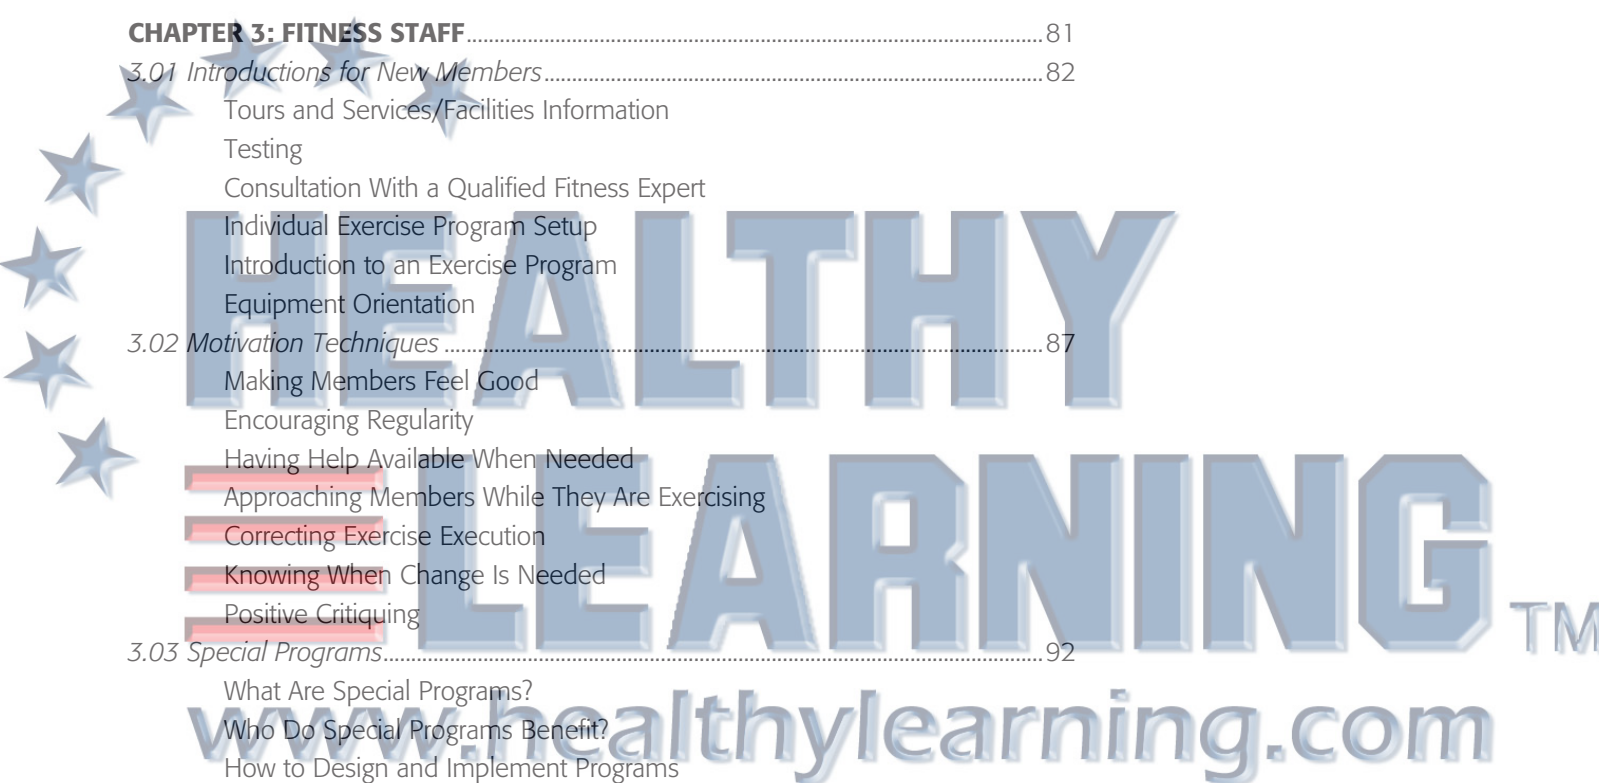 CHAPTER 3: FITNESS STAFF ........ 81
3.01 Introductions for New Members ........ 82
Tours and Services/Facilities Information
Testing
Consultation With a Qualified Fitness Expert
Individual Exercise Program Setup
Introduction to an Exercise Program
Equipment Orientation
3.02 Motivation Techniques ........ 87
Making Members Feel Good
Encouraging Regularity
Having Help Available When Needed
Approaching Members While They Are Exercising
Correcting Exercise Execution
Knowing When Change Is Needed
Positive Critiquing
3.03 Special Programs ........ 92
What Are Special Programs?
Who Do Special Programs Benefit?
How to Design and Implement Programs
HEALTHY
LEARNING TM
www.healthylearning.com